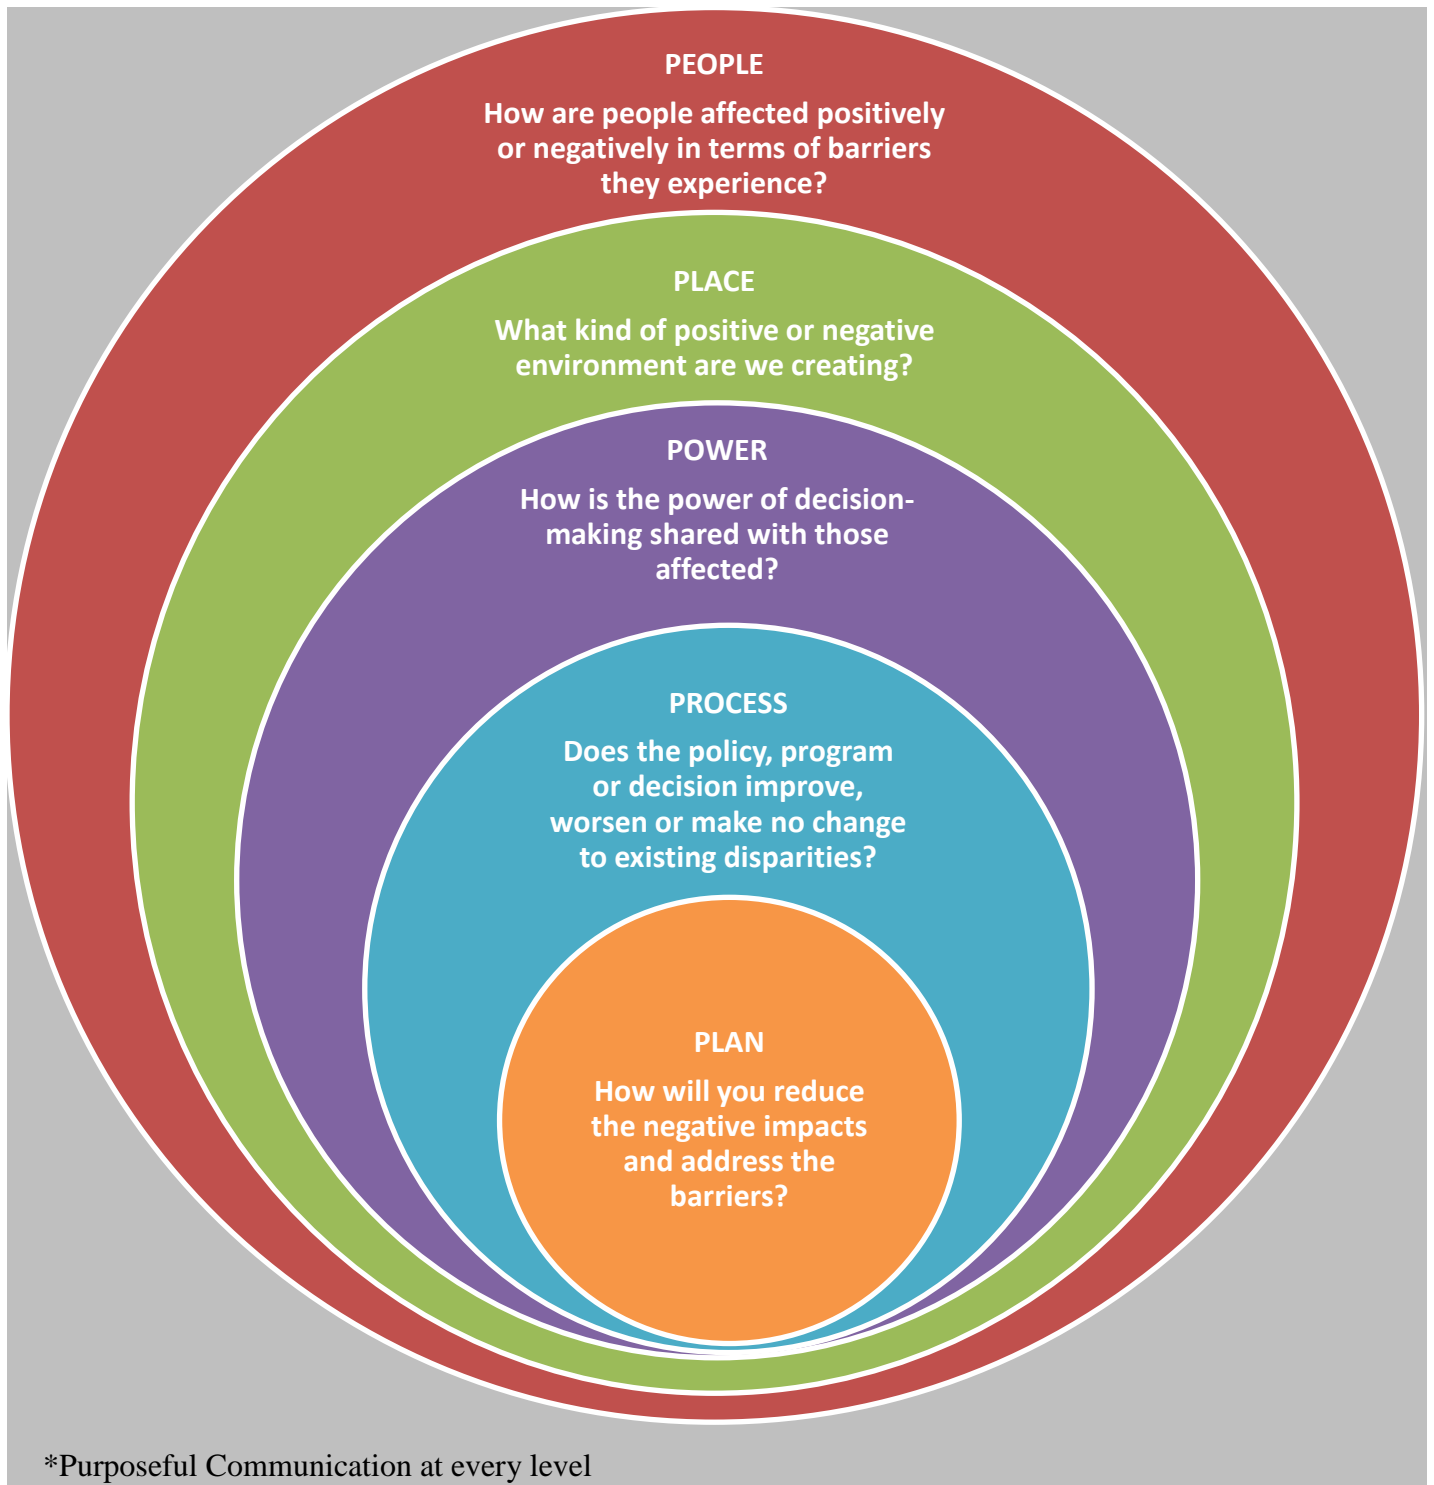 PEOPLE
How are people affected positively
or negatively in terms of barriers
they experience?
PLACE
What kind of positive or negative
environment are we creating?
POWER
How is the power of decision-
making shared with those
affected?
PROCESS
Does the policy, program
or decision improve,
worsen or make no change
to existing disparities?
PLAN
How will you reduce
the negative impacts
and address the
barriers?
*Purposeful Communication at every level